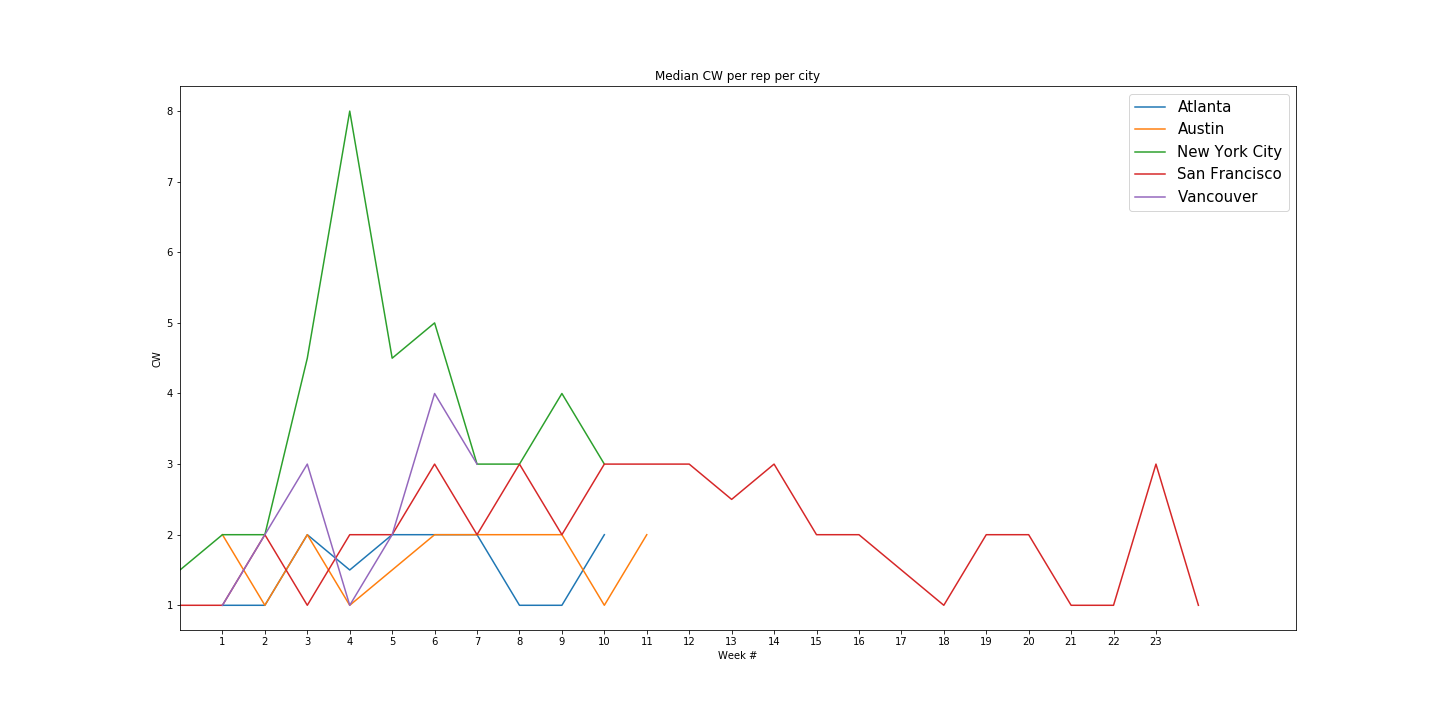 Median CW per rep per city
8
7
6
5
4
3
2
1
CW
Atlanta
Austin
New York City
San Francisco
Vancouver
1 2 3 4 5 6 7 8 9 10 11 12 13 14 15 16 17 18 19 20 21 22 23
Week #